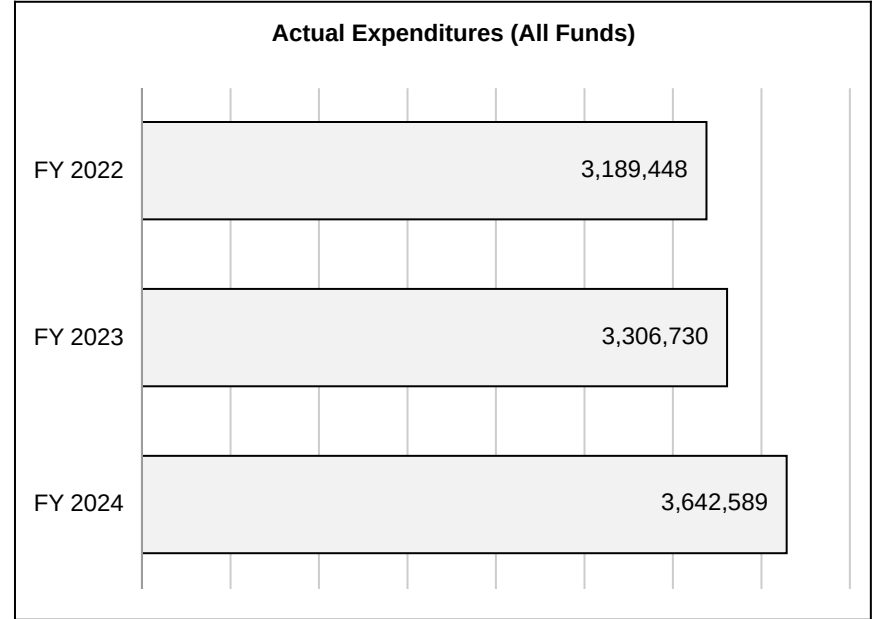 Actual Expenditures (All Funds)
FY 2022 3,189,448
FY 2023 3,306,730
FY 2024 3,642,589